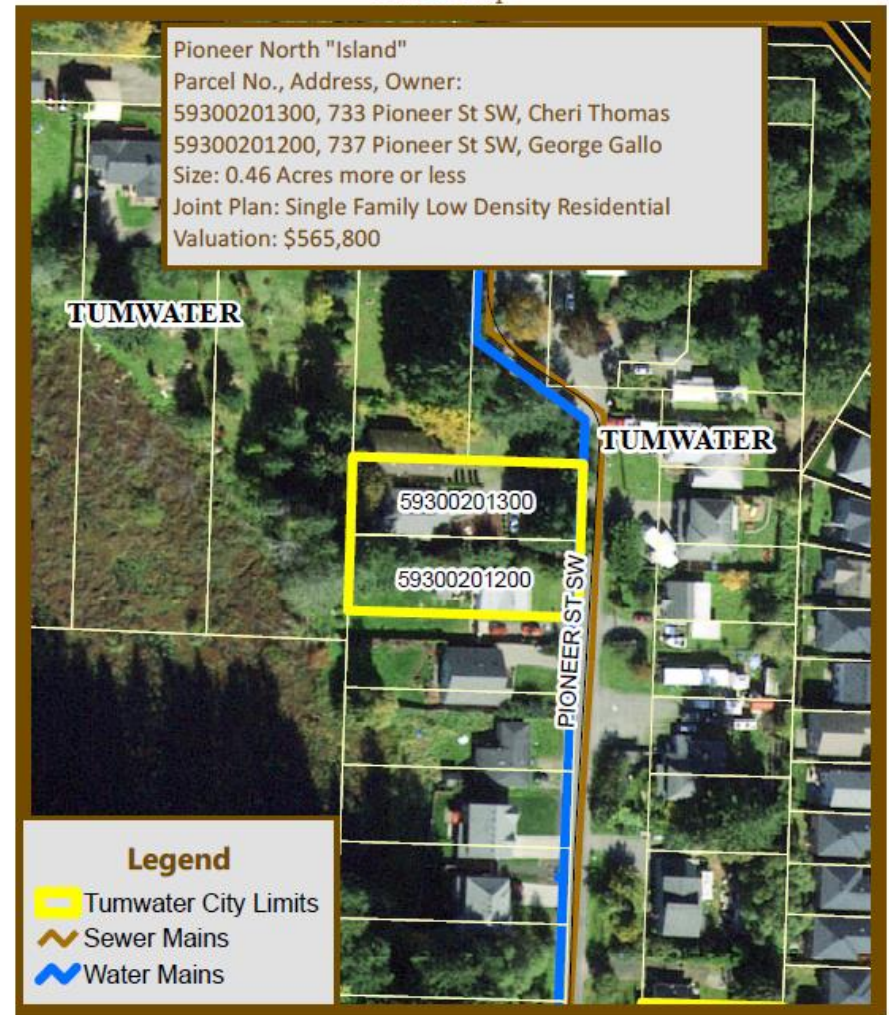 Pioneer North "Island"
Parcel No., Address, Owner:
59300201300, 733 Pioneer St SW, Cheri Thomas
59300201200, 737 Pioneer St SW, George Gallo
Size: 0.46 Acres more or less
Joint Plan: Single Family Low Density Residential
Valuation: $565,800
TUMWATER
TUMWATER
59300201300
59300201200
PIONEER ST SW
Legend
Tumwater City Limits
Sewer Mains
Water Mains